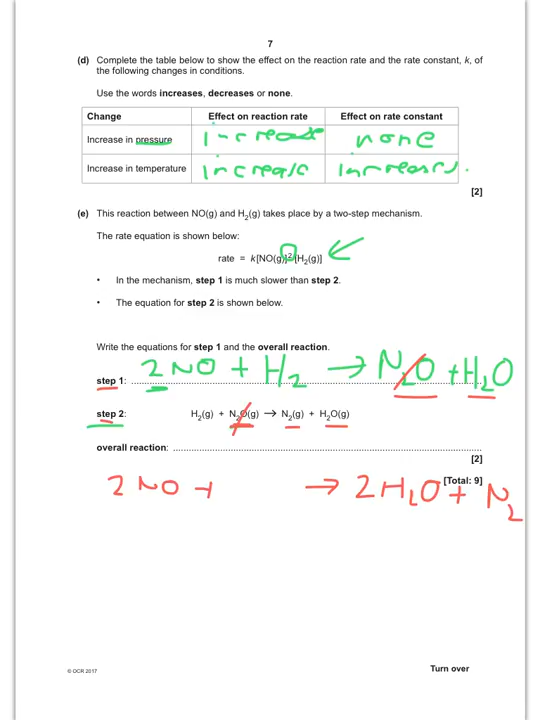 7
(d) Complete the table below to show the effect on the reaction rate and the rate constant, k, of
the following changes in conditions.
Use the words increases, decreases or none.
Change Effect on reaction rate Effect on rate constant
Increase in pressure increase none
Increase in temperature increase increases.
[2]
(e) This reaction between NO(g) and H₂(g) takes place by a two-step mechanism.
The rate equation is shown below:
rate = k[NO(g)]²[H₂(g)]
• In the mechanism, step 1 is much slower than step 2.
• The equation for step 2 is shown below.
Write the equations for step 1 and the overall reaction.
step 1: 2NO + H₂ → N₂O + H₂O
step 2: H₂(g) + N₂O(g) → N₂(g) + H₂O(g)
overall reaction:
[2]
[Total: 9]
2NO + → 2H₂O + N₂
© OCR 2017 Turn over